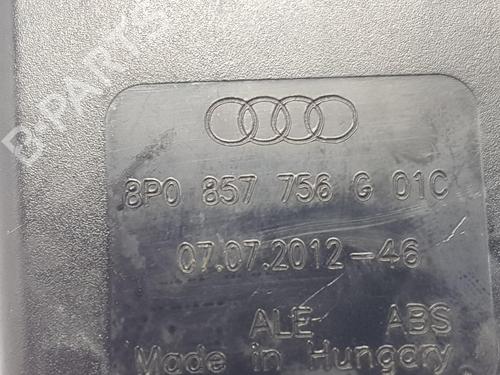 B-PARTS
8P0 857 756 G 01C
07.07.2012-46
ALE ABS
Made in Hungary